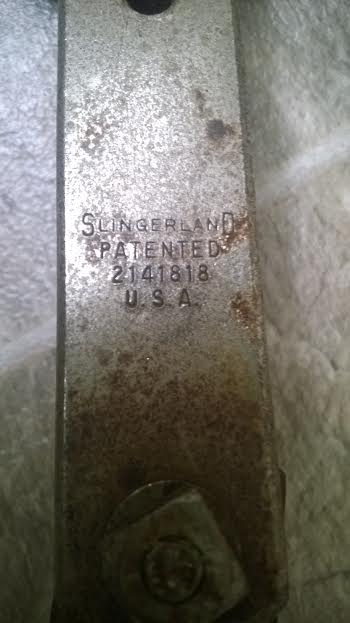 SLINGERLAND
PATENTED
2141818
U.S.A.